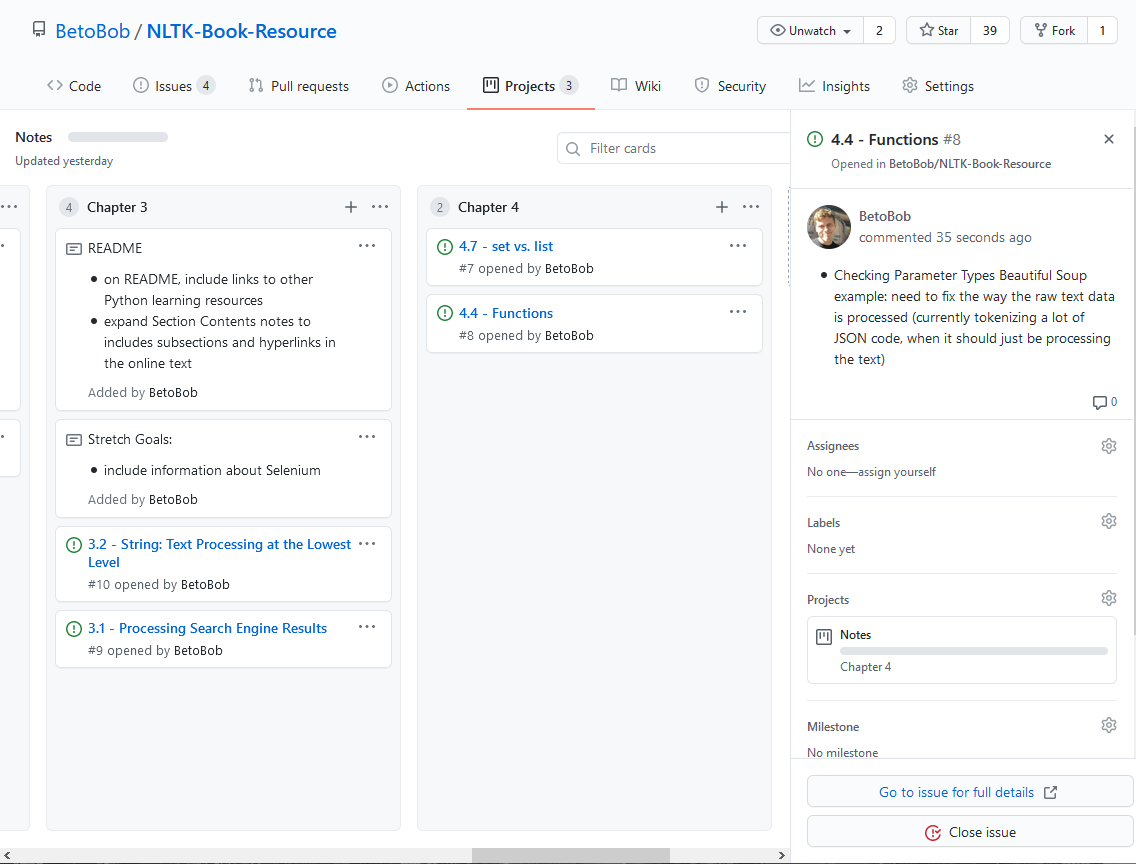 BetoBob / NLTK-Book-Resource
Unwatch 2
Star 39
Fork 1
Code
Issues 4
Pull requests
Actions
Projects 3
Wiki
Security
Insights
Settings
Notes
Updated yesterday
Filter cards
4 Chapter 3
README
on README, include links to other
Python learning resources
expand Section Contents notes to
includes subsections and hyperlinks in
the online text
Added by BetoBob
Stretch Goals:
include information about Selenium
Added by BetoBob
3.2 - String: Text Processing at the Lowest
Level
#10 opened by BetoBob
3.1 - Processing Search Engine Results
#9 opened by BetoBob
2 Chapter 4
4.7 - set vs. list
#7 opened by BetoBob
4.4 - Functions
#8 opened by BetoBob
4.4 - Functions #8
Opened in BetoBob/NLTK-Book-Resource
BetoBob
commented 35 seconds ago
Checking Parameter Types Beautiful Soup
example: need to fix the way the raw text data
is processed (currently tokenizing a lot of
JSON code, when it should just be processing
the text)
0
Assignees
No one—assign yourself
Labels
None yet
Projects
Notes
Chapter 4
Milestone
No milestone
Go to issue for full details
Close issue